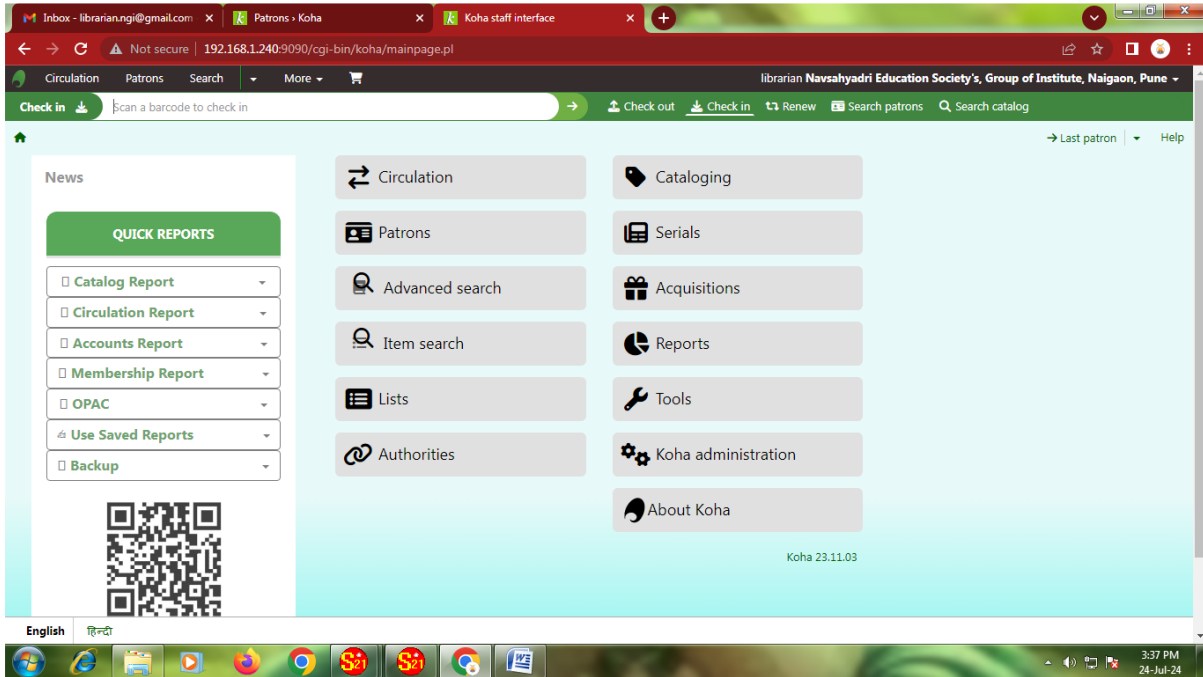 Inbox - librarian.ngi@gmail.com
Patrons › Koha
Koha staff interface
Not secure | 192.168.1.240:9090/cgi-bin/koha/mainpage.pl
Circulation Patrons Search More librarian Navsahyadri Education Society's, Group of Institute, Naigaon, Pune
Check in Scan a barcode to check in Check out Check in Renew Search patrons Search catalog
Last patron Help
News
QUICK REPORTS
Catalog Report
Circulation Report
Accounts Report
Membership Report
OPAC
Use Saved Reports
Backup
Circulation
Patrons
Advanced search
Item search
Lists
Authorities
Cataloging
Serials
Acquisitions
Reports
Tools
Koha administration
About Koha
Koha 23.11.03
English हिन्दी
3:37 PM
24-Jul-24